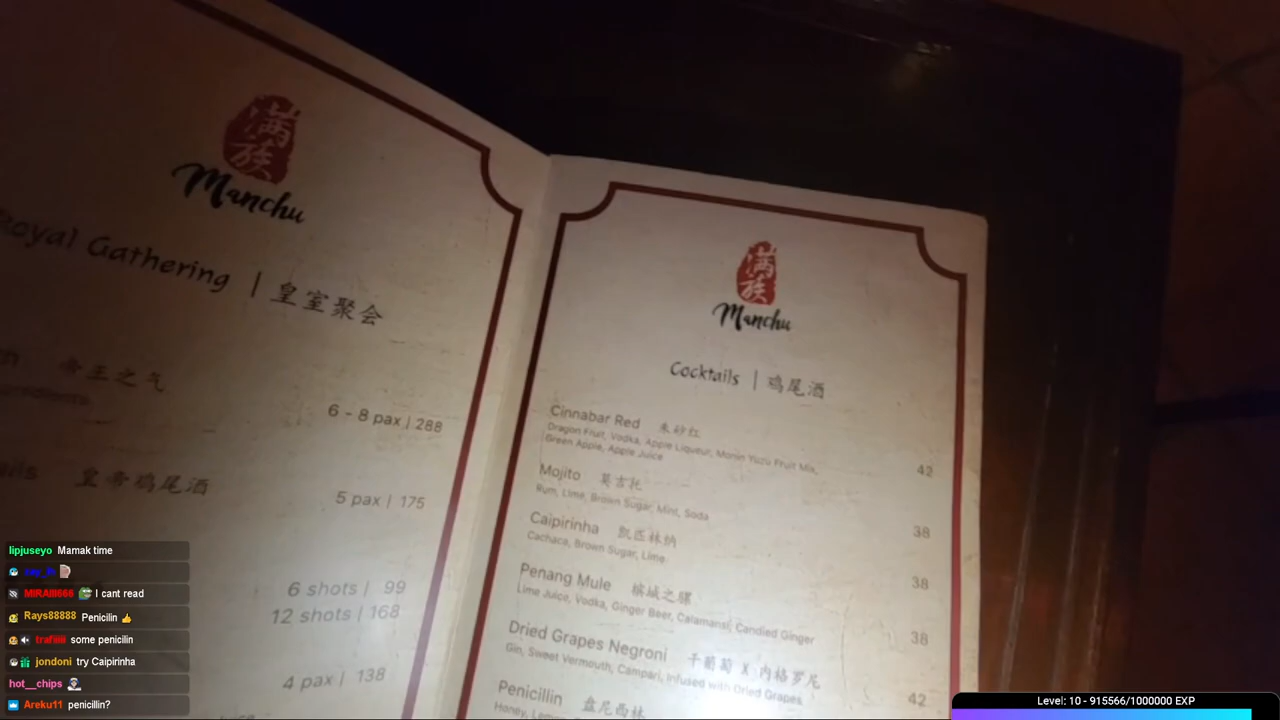 满族
Manchu
Royal Gathering | 皇室聚会
帝王之气
6 - 8 pax | 288
皇帝鸡尾酒
5 pax | 175
6 shots | 99
12 shots | 168
4 pax | 138
满族
Manchu
Cocktails | 鸡尾酒
Cinnabar Red 朱砂红
Dragon Fruit, Vodka, Apple Liqueur, Monin Yuzu Fruit Mix,
Green Apple, Apple Juice
42
Mojito 莫吉托
Rum, Lime, Brown Sugar, Mint, Soda
38
Caipirinha 凯匹林纳
Cachaca, Brown Sugar, Lime
38
Penang Mule 槟城之骡
Lime Juice, Vodka, Ginger Beer, Calamansi, Candied Ginger
38
Dried Grapes Negroni 干葡萄 X 内格罗尼
Gin, Sweet Vermouth, Campari, Infused with Dried Grapes
42
Penicillin 盘尼西林
Honey,
lipjuseyo Mamak time
MIRAIII666 I cant read
Rays88888 Penicilin
trafiiiii some penicilin
jondoni try Caipirinha
hot__chips
Areku11 penicillin?
Level: 10 - 915566/1000000 EXP